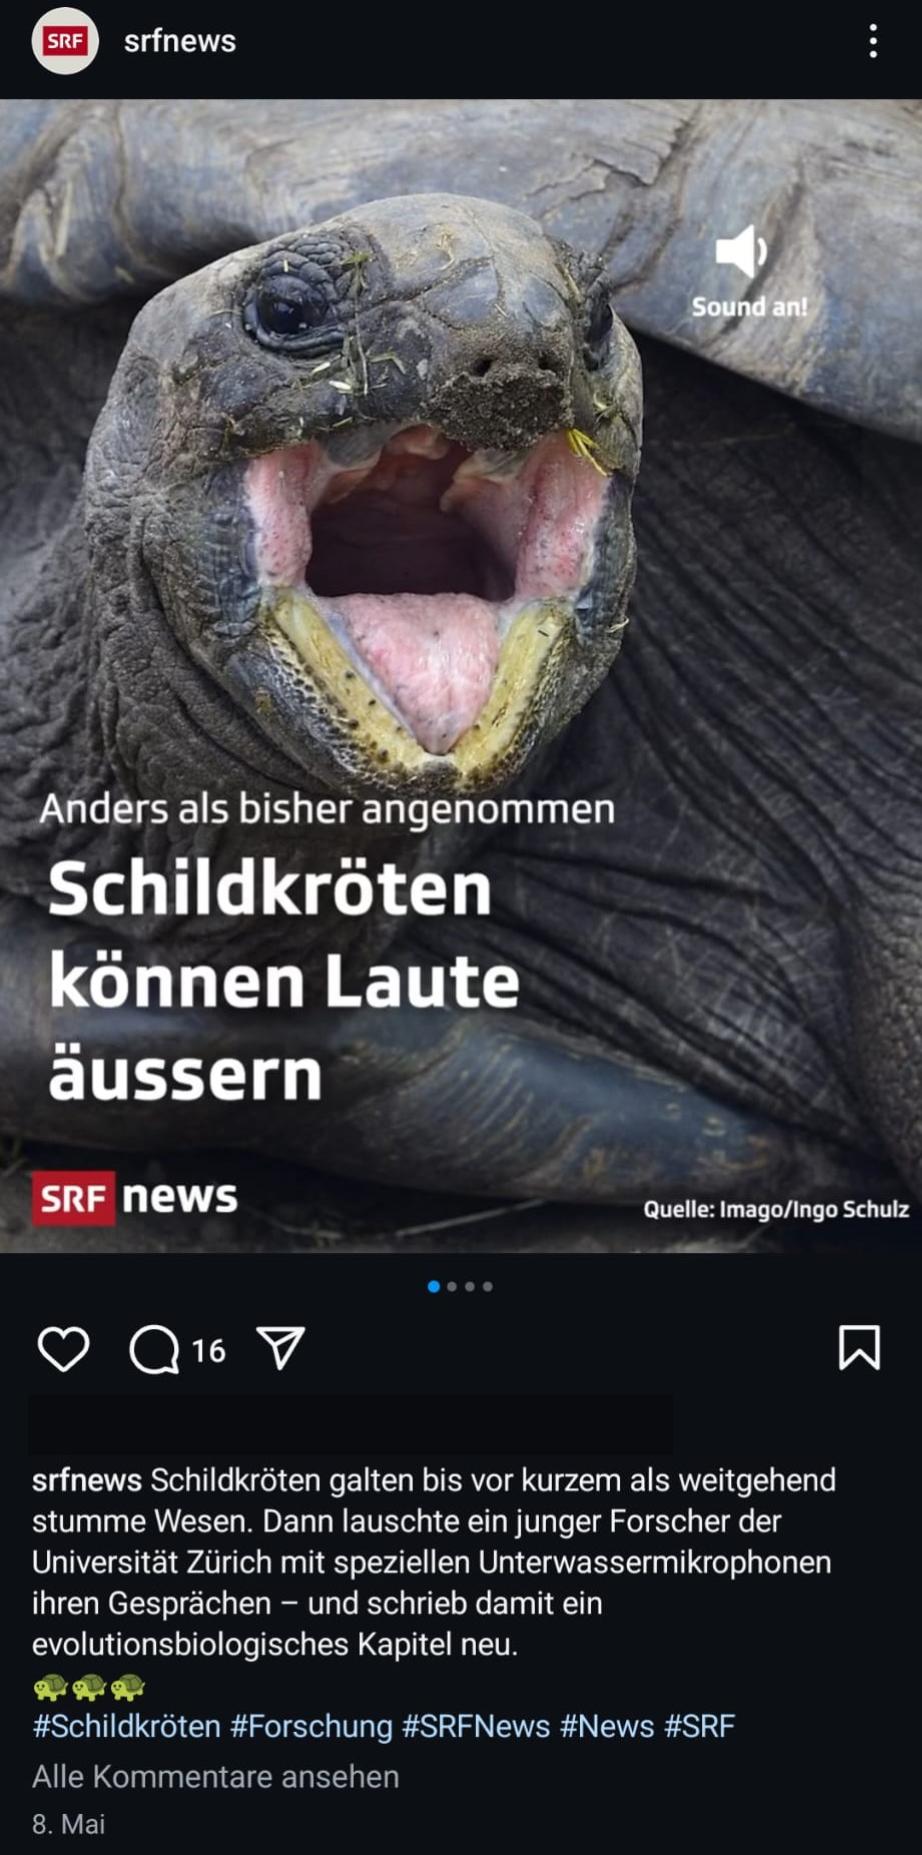 SRF srfnews
Sound an!
Anders als bisher angenommen
Schildkröten
können Laute
äussern
SRF news
Quelle: Imago/Ingo Schulz
16
srfnews Schildkröten galten bis vor kurzem als weitgehend
stumme Wesen. Dann lauschte ein junger Forscher der
Universität Zürich mit speziellen Unterwassermikrophonen
ihren Gesprächen – und schrieb damit ein
evolutionsbiologisches Kapitel neu.
🐢🐢🐢
#Schildkröten #Forschung #SRFNews #News #SRF
Alle Kommentare ansehen
8. Mai